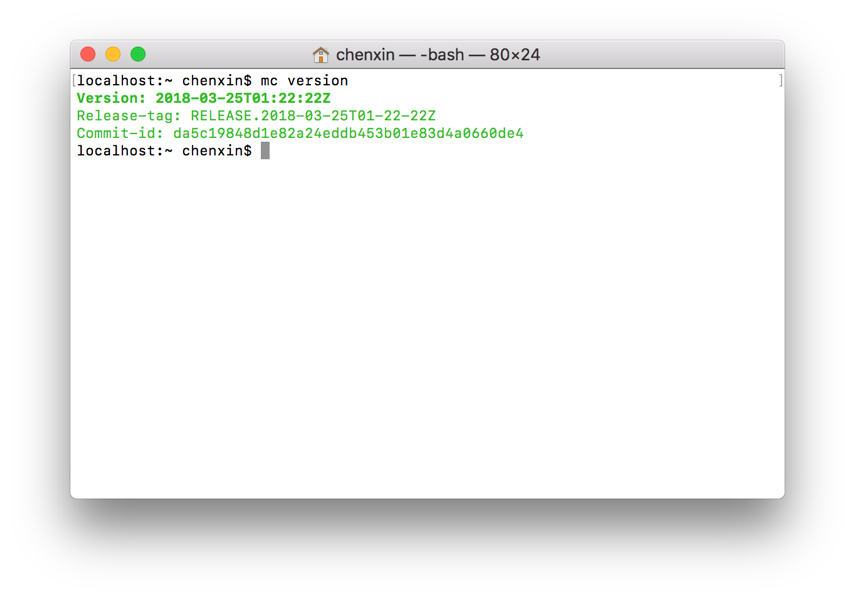 chenxin — -bash — 80×24
[localhost:~ chenxin$ mc version ]
Version: 2018-03-25T01:22:22Z
Release-tag: RELEASE.2018-03-25T01-22-22Z
Commit-id: da5c19848d1e82a24eddb453b01e83d4a0660de4
localhost:~ chenxin$